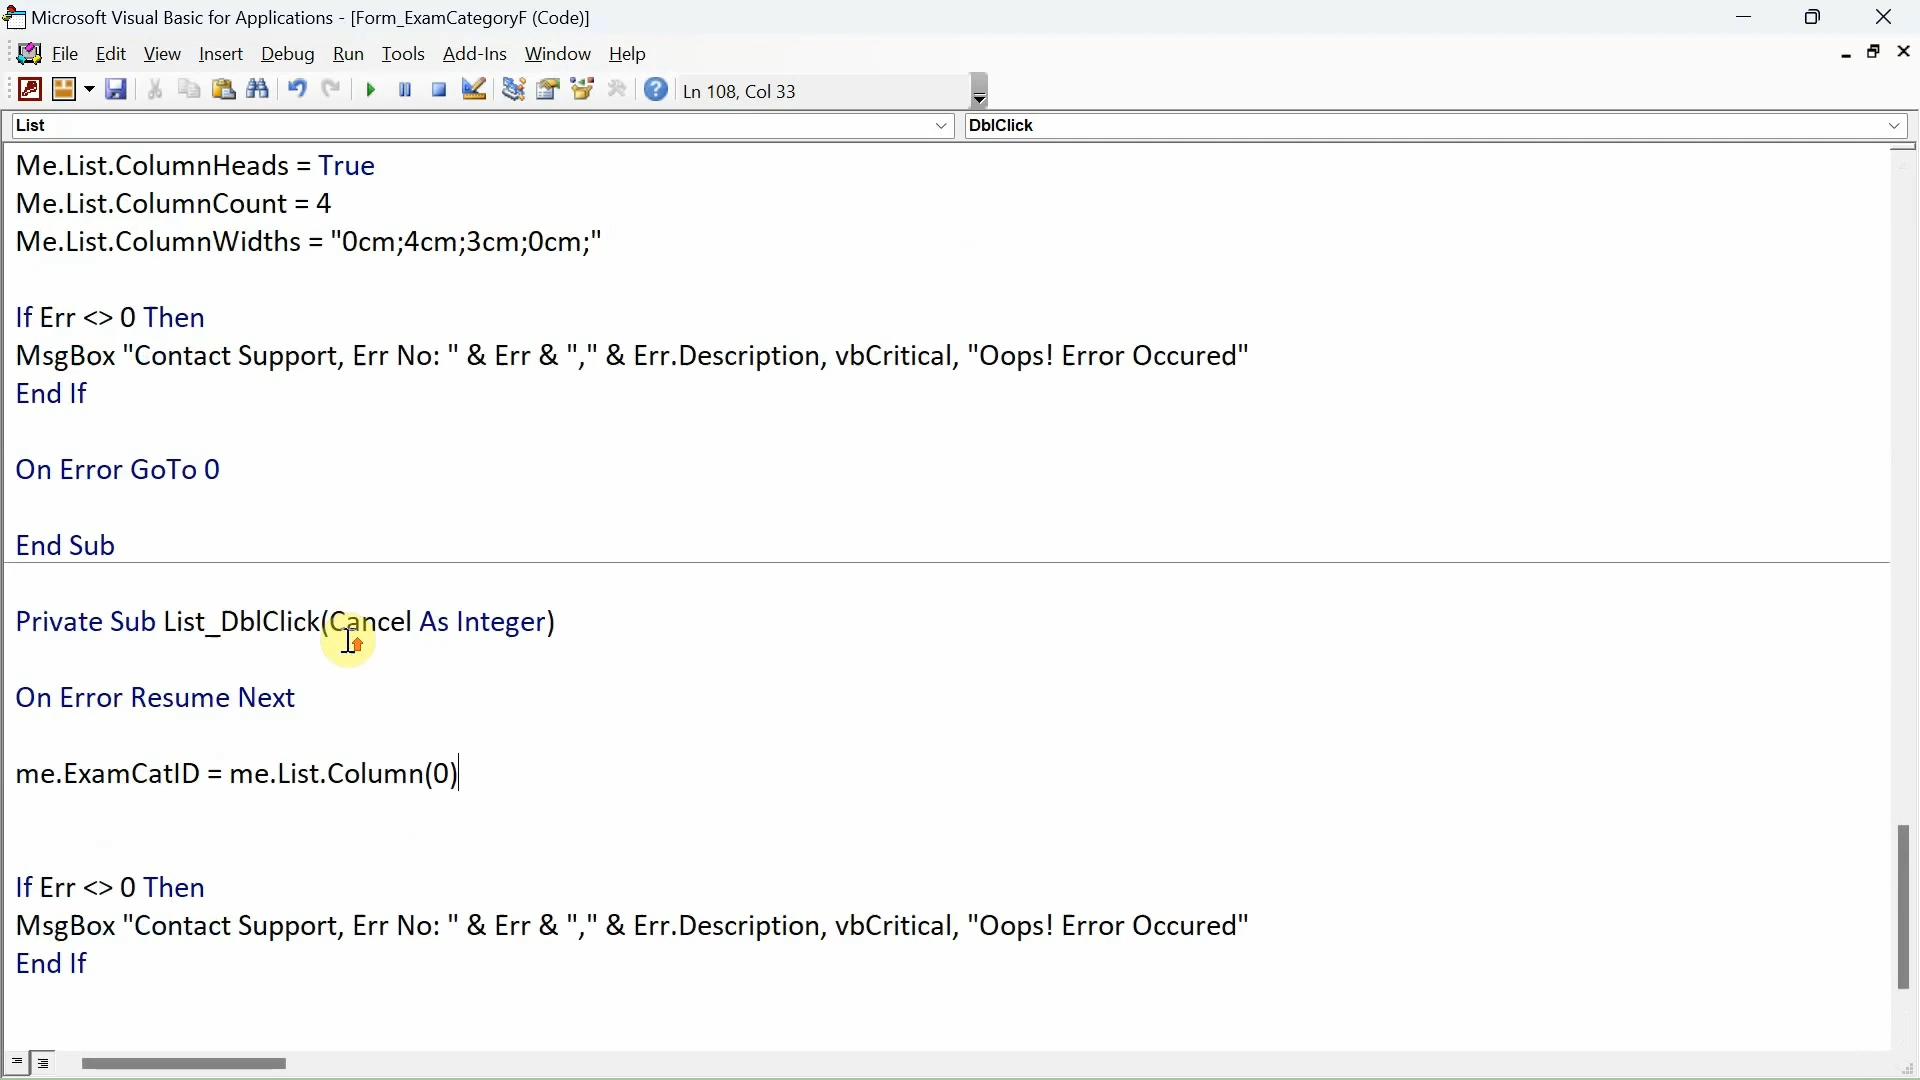 Microsoft Visual Basic for Applications - [Form_ExamCategoryF (Code)]
File Edit View Insert Debug Run Tools Add-Ins Window Help
Ln 108, Col 33
List DblClick
Me.List.ColumnHeads = True
Me.List.ColumnCount = 4
Me.List.ColumnWidths = "0cm;4cm;3cm;0cm;"
If Err <> 0 Then
MsgBox "Contact Support, Err No: " & Err & "," & Err.Description, vbCritical, "Oops! Error Occured"
End If
On Error GoTo 0
End Sub
Private Sub List_DblClick(Cancel As Integer)
On Error Resume Next
me.ExamCatID = me.List.Column(0)
If Err <> 0 Then
MsgBox "Contact Support, Err No: " & Err & "," & Err.Description, vbCritical, "Oops! Error Occured"
End If